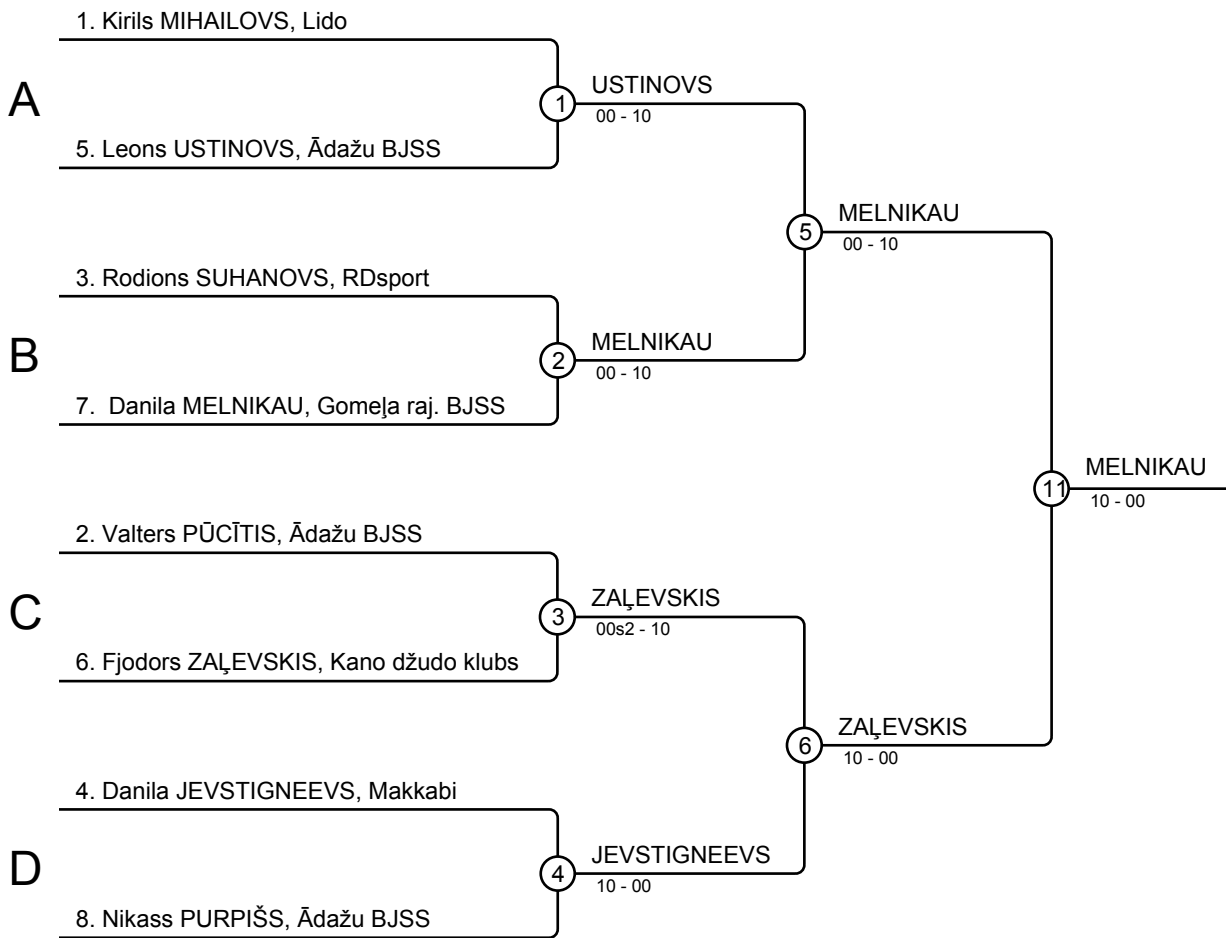 1. Kirils MIHAILOVS, Lido
A
1
USTINOVS
00 - 10
5. Leons USTINOVS, Ādažu BJSS
5
MELNIKAU
00 - 10
3. Rodions SUHANOVS, RDsport
B
2
MELNIKAU
00 - 10
7. Danila MELNIKAU, Gomeļa raj. BJSS
11
MELNIKAU
10 - 00
2. Valters PŪCĪTIS, Ādažu BJSS
C
3
ZAĻEVSKIS
00s2 - 10
6. Fjodors ZAĻEVSKIS, Kano džudo klubs
6
ZAĻEVSKIS
10 - 00
4. Danila JEVSTIGNEEVS, Makkabi
D
4
JEVSTIGNEEVS
10 - 00
8. Nikass PURPIŠS, Ādažu BJSS